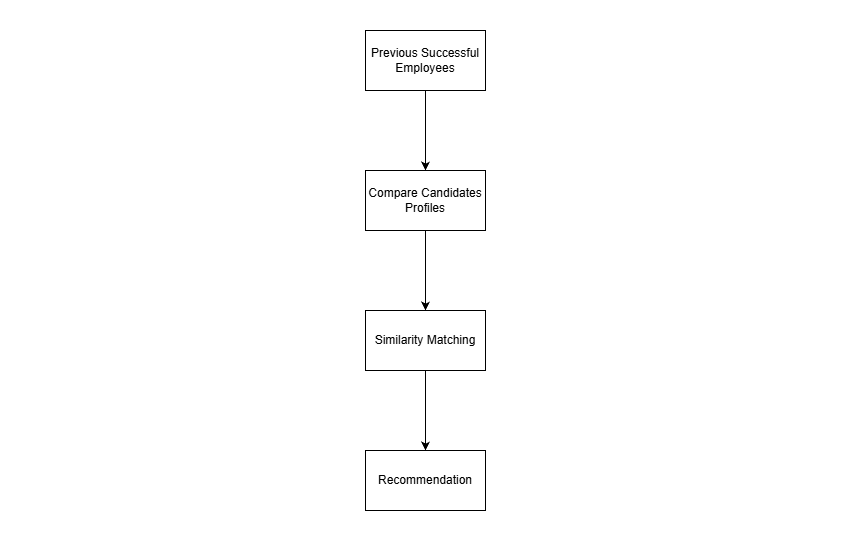 Previous Successful
Employees
Compare Candidates
Profiles
Similarity Matching
Recommendation